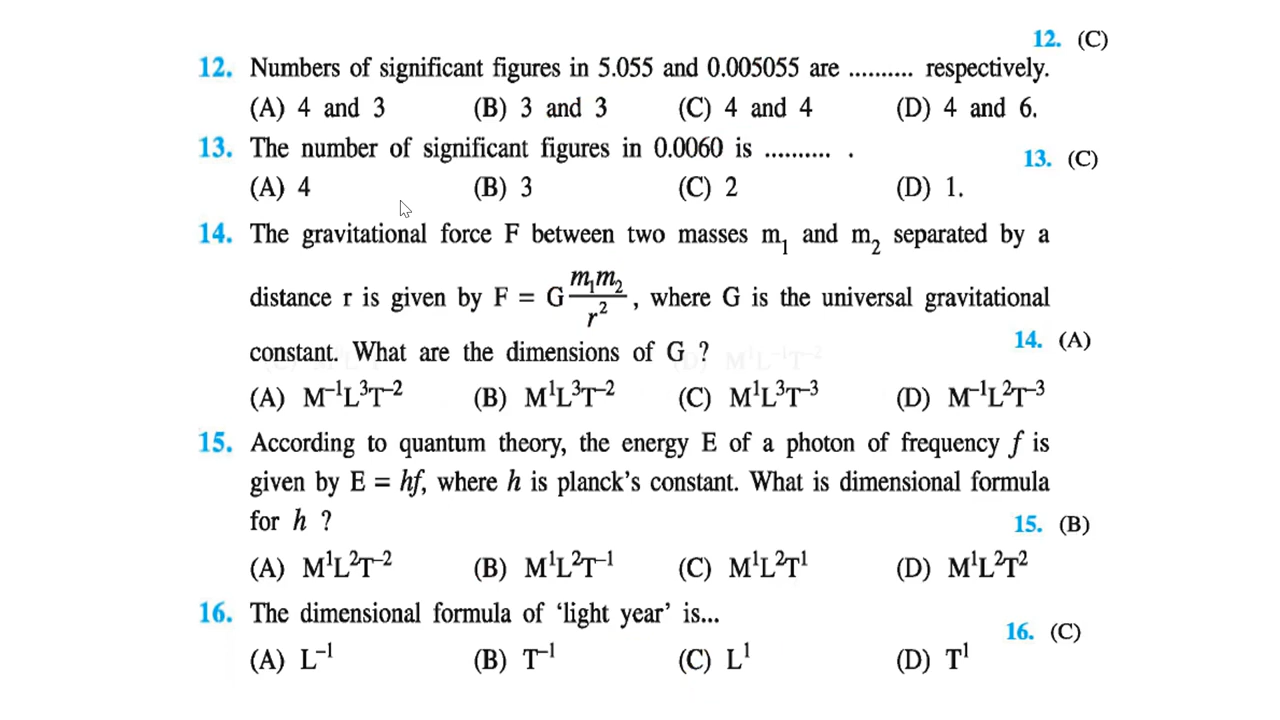 12. (C)
12. Numbers of significant figures in 5.055 and 0.005055 are .......... respectively.
(A) 4 and 3 (B) 3 and 3 (C) 4 and 4 (D) 4 and 6.
13. The number of significant figures in 0.0060 is .......... .
13. (C)
(A) 4 (B) 3 (C) 2 (D) 1.
14. The gravitational force F between two masses m₁ and m₂ separated by a
distance r is given by F = G m₁m₂/r², where G is the universal gravitational
constant. What are the dimensions of G ?
14. (A)
(A) M⁻¹L³T⁻² (B) M¹L³T⁻² (C) M¹L³T⁻³ (D) M⁻¹L²T⁻³
15. According to quantum theory, the energy E of a photon of frequency f is
given by E = hf, where h is planck's constant. What is dimensional formula
for h ?
15. (B)
(A) M¹L²T⁻² (B) M¹L²T⁻¹ (C) M¹L²T¹ (D) M¹L²T²
16. The dimensional formula of ‘light year’ is...
16. (C)
(A) L⁻¹ (B) T⁻¹ (C) L¹ (D) T¹